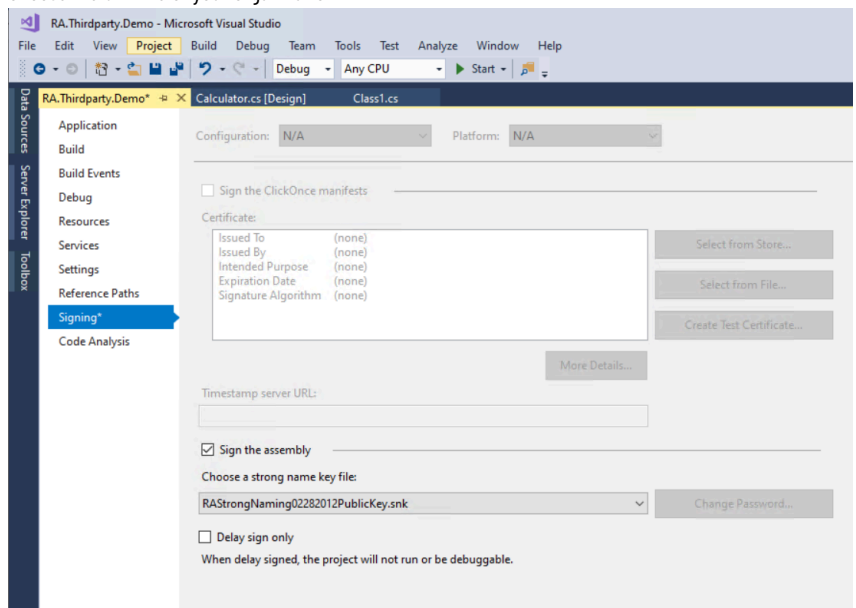 RA.Thirdparty.Demo - Microsoft Visual Studio
File Edit View Project Build Debug Team Tools Test Analyze Window Help
Debug Any CPU Start
RA.Thirdparty.Demo* Calculator.cs [Design] Class1.cs
Data Sources
Server Explorer
Toolbox
Application
Build
Build Events
Debug
Resources
Services
Settings
Reference Paths
Signing*
Code Analysis
Configuration: N/A Platform: N/A
Sign the ClickOnce manifests
Certificate:
Issued To (none)
Issued By (none)
Intended Purpose (none)
Expiration Date (none)
Signature Algorithm (none)
Select from Store...
Select from File...
Create Test Certificate...
More Details...
Timestamp server URL:
Sign the assembly
Choose a strong name key file:
RAStrongNaming02282012PublicKey.snk
Change Password...
Delay sign only
When delay signed, the project will not run or be debuggable.